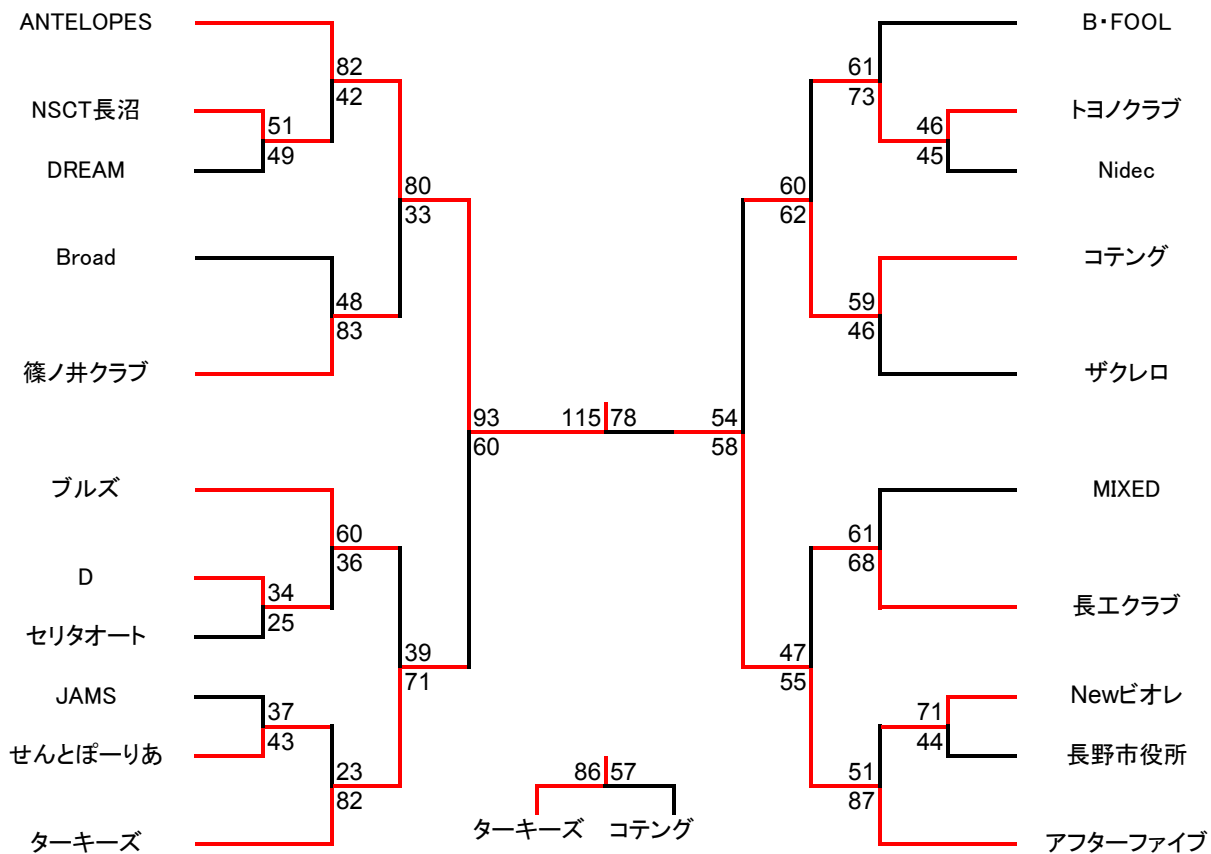 ANTELOPES
B・FOOL
82
61
42
73
NSCT長沼
トヨノクラブ
51
46
49
45
DREAM
Nidec
80
60
33
62
Broad
コテング
48
59
83
46
篠ノ井クラブ
ザクレロ
93
115
78
54
60
58
ブルズ
MIXED
60
61
36
68
D
34
長工クラブ
25
セリタオート
39
47
71
55
JAMS
Newビオレ
37
71
43
44
せんとぽーりあ
長野市役所
23
86
57
51
82
87
ターキーズ
コテング
ターキーズ
アフターファイブ